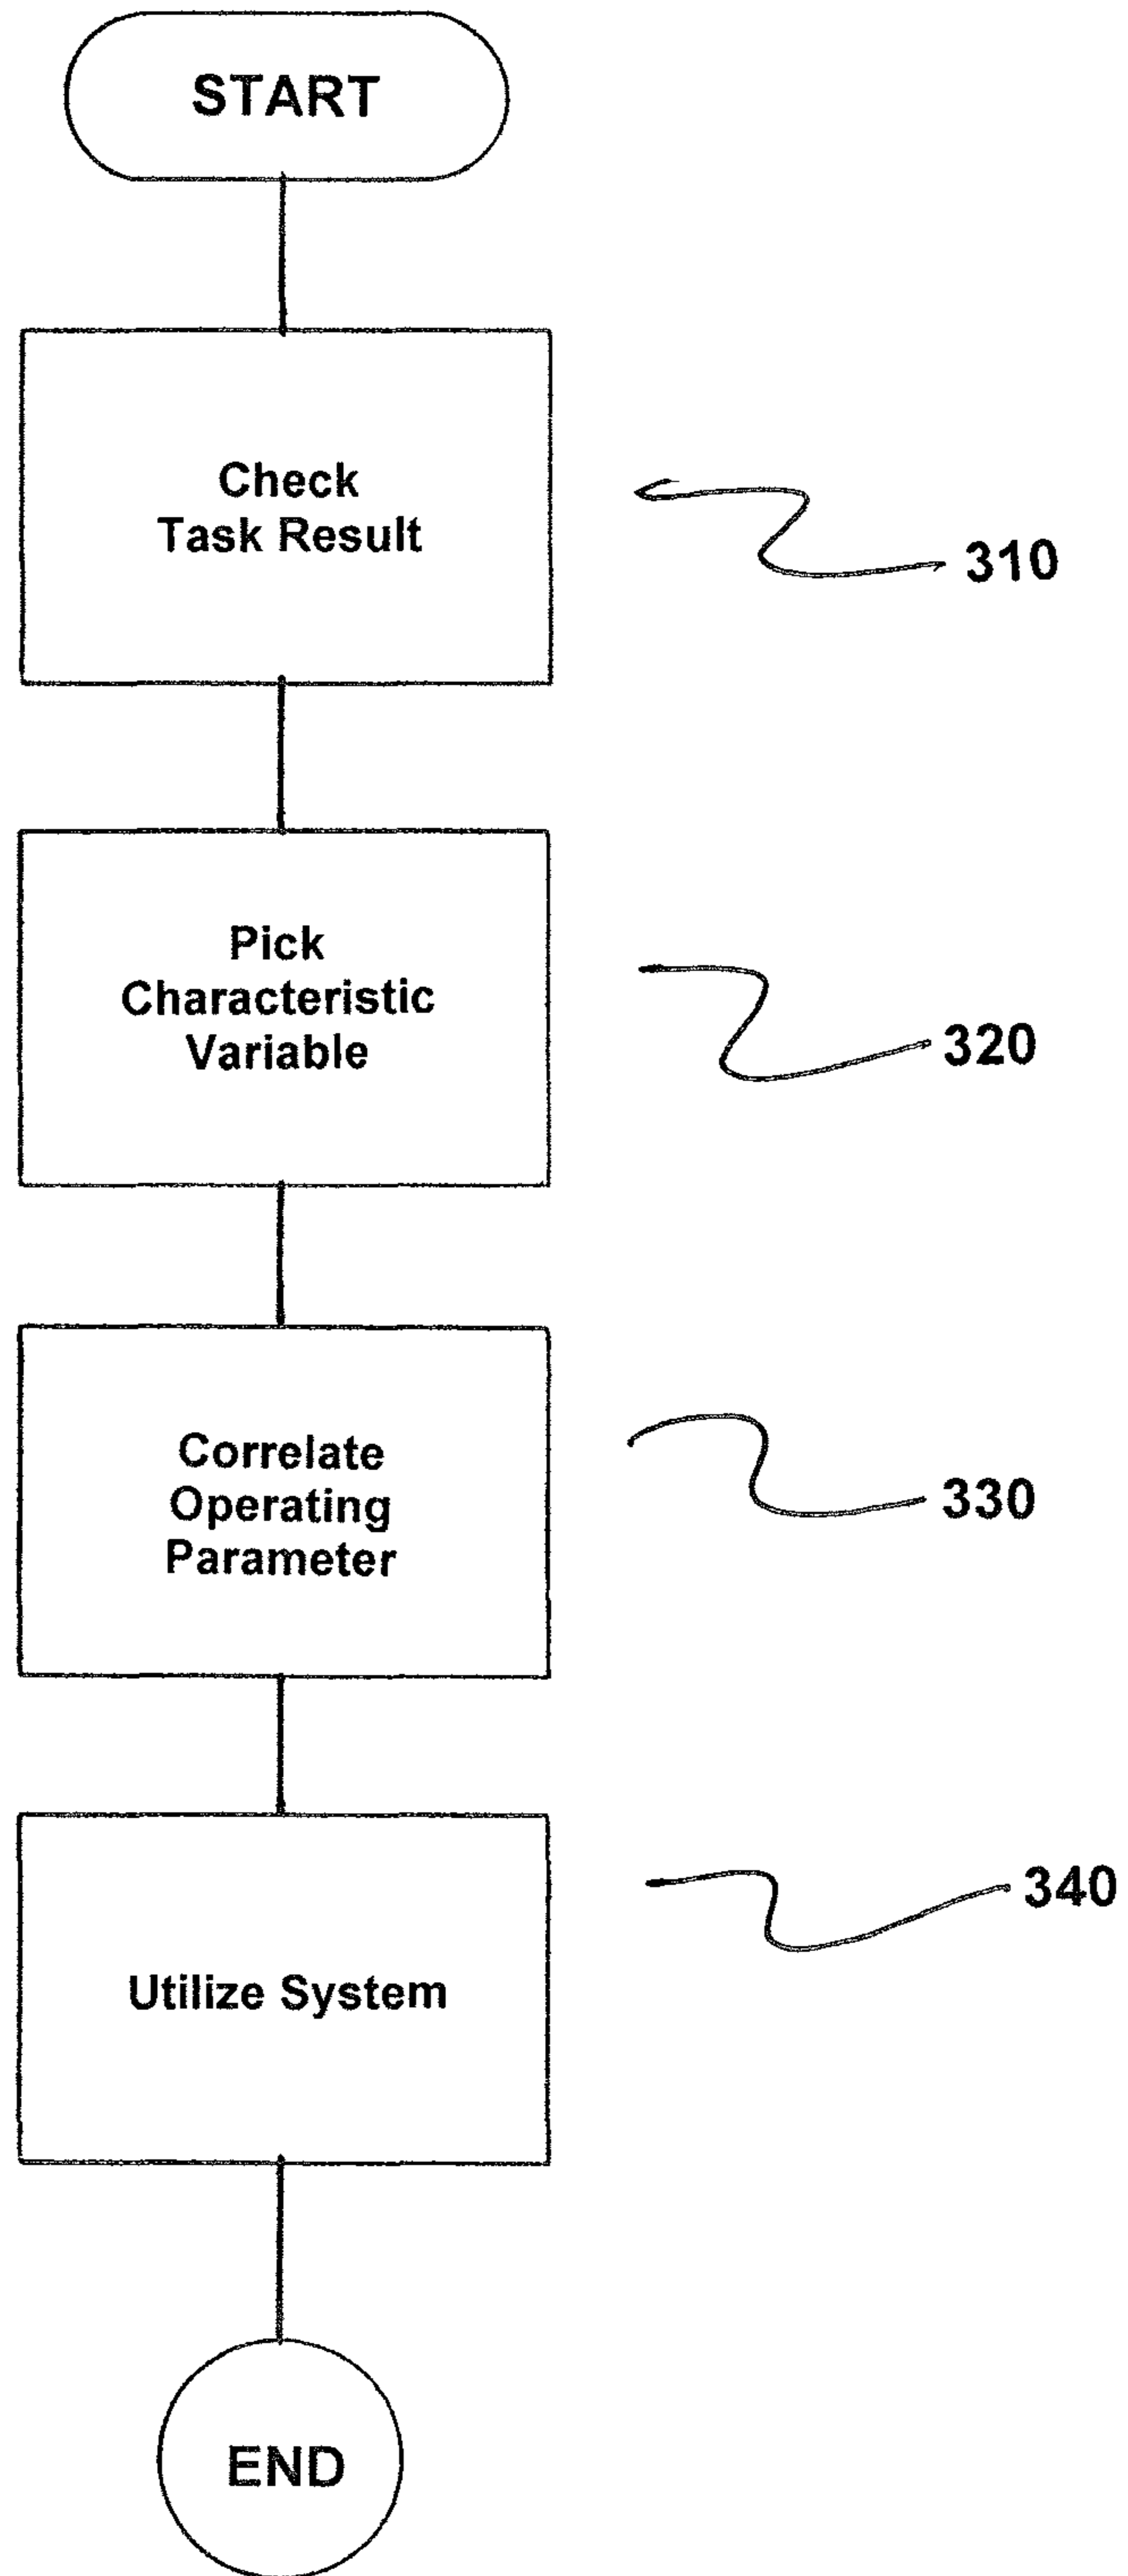 START
Check
Task Result
310
Pick
Characteristic
Variable
320
Correlate
Operating
Parameter
330
Utilize System
340
END